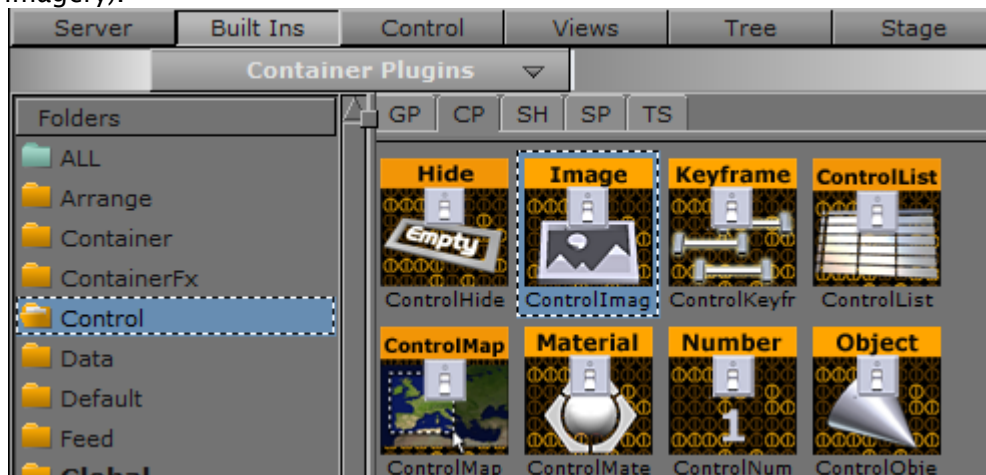 imagery).
Server Built Ins Control Views Tree Stage
Container Plugins
Folders
GP CP SH SP TS
ALL
Arrange
Container
ContainerFx
Control
Data
Default
Feed
Global
Hide Image Keyframe ControlList
Empty
ControlHide ControlImag ControlKeyfr ControlList
ControlMap Material Number Object
1
ControlMap ControlMate ControlNum ControlObje